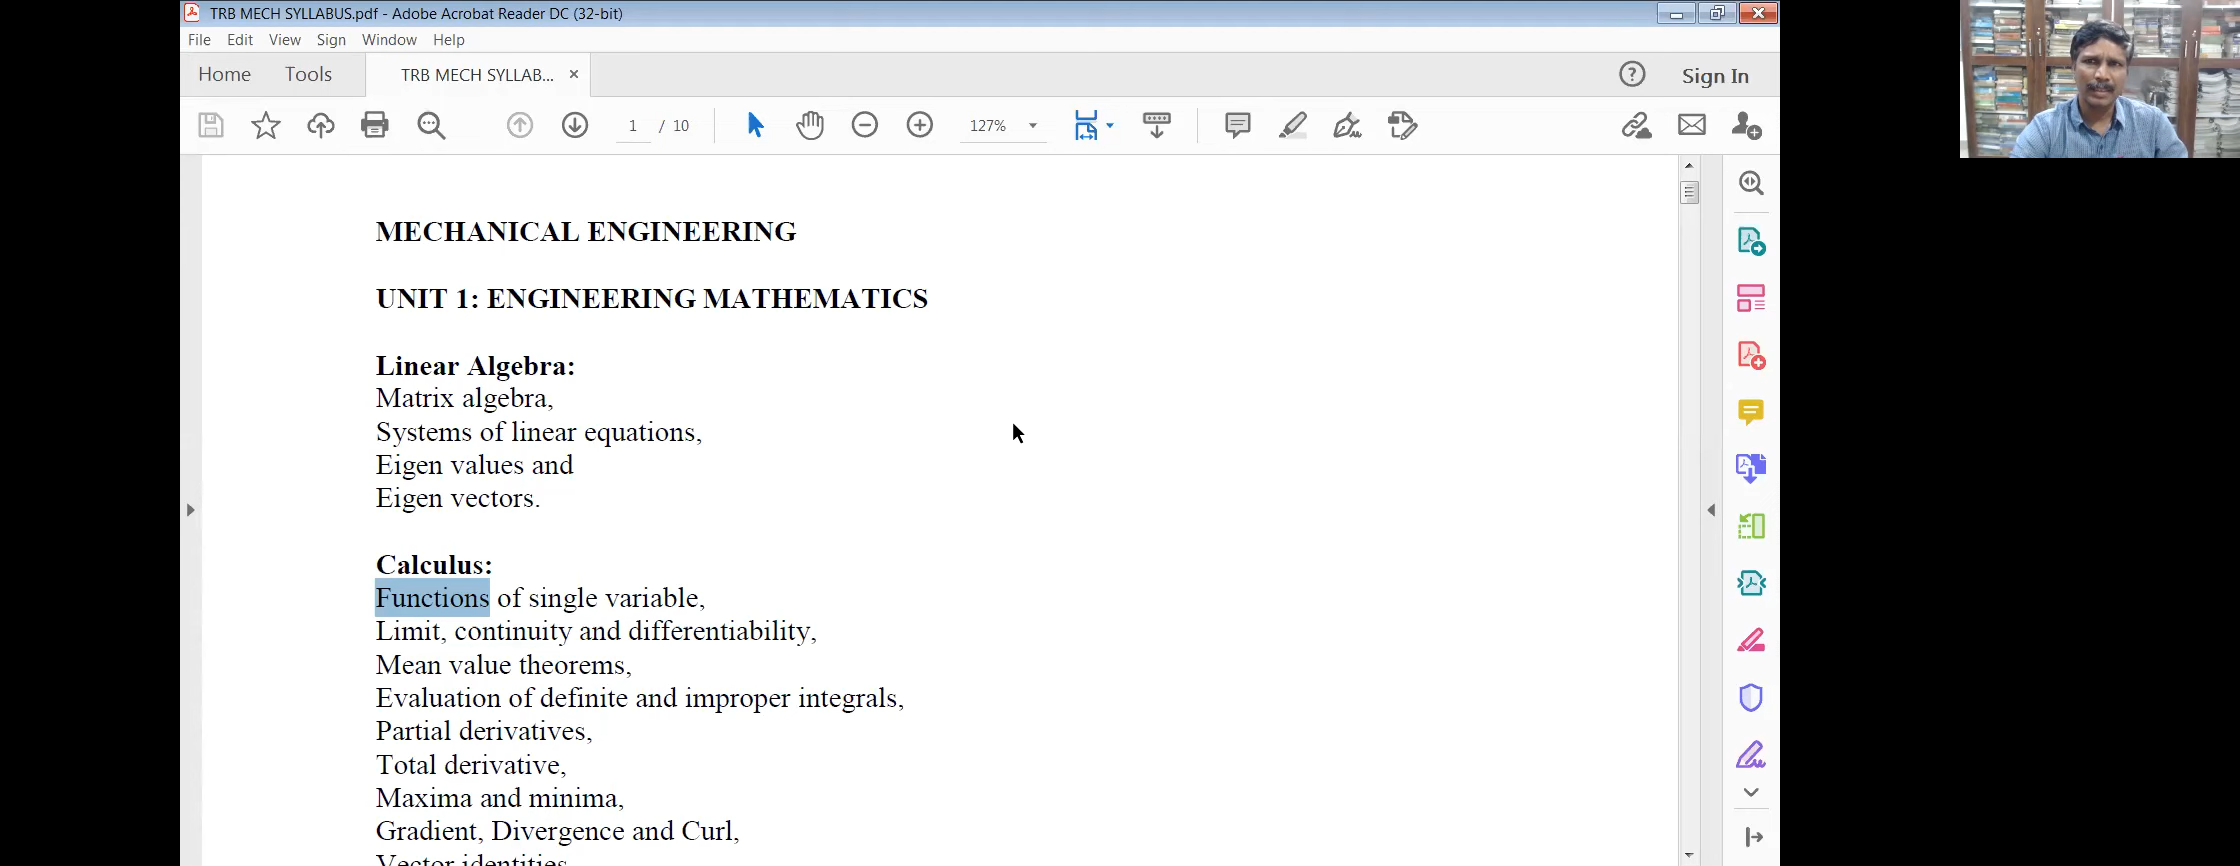 TRB MECH SYLLABUS.pdf - Adobe Acrobat Reader DC (32-bit)
File Edit View Sign Window Help
Home Tools TRB MECH SYLLAB... × Sign In
1 / 10 127%
MECHANICAL ENGINEERING
UNIT 1: ENGINEERING MATHEMATICS
Linear Algebra:
Matrix algebra,
Systems of linear equations,
Eigen values and
Eigen vectors.
Calculus:
Functions of single variable,
Limit, continuity and differentiability,
Mean value theorems,
Evaluation of definite and improper integrals,
Partial derivatives,
Total derivative,
Maxima and minima,
Gradient, Divergence and Curl,
Vector identities